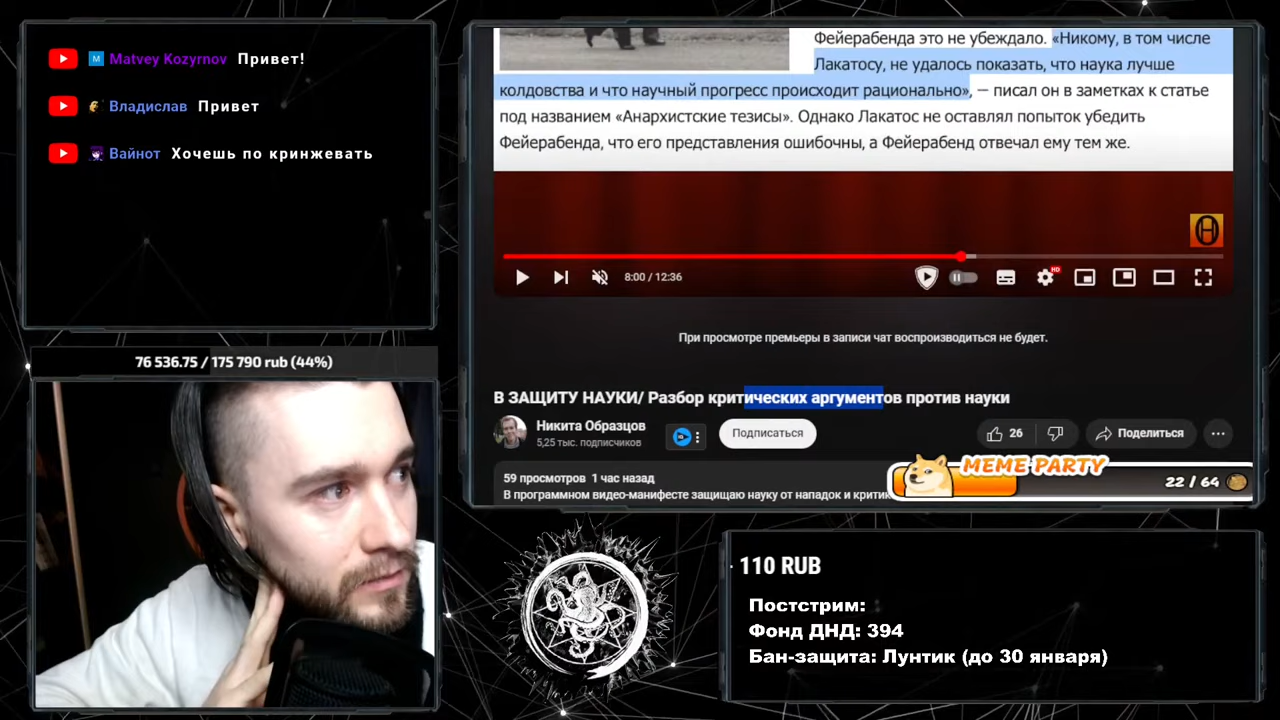 M Matvey Kozyrnov Привет!
Владислав Привет
Вайнот Хочешь по кринжевать
76 536.75 / 175 790 rub (44%)
Фейерабенда это не убеждало. «Никому, в том числе
Лакатосу, не удалось показать, что наука лучше
колдовства и что научный прогресс происходит рационально», — писал он в заметках к статье
под названием «Анархистские тезисы». Однако Лакатос не оставлял попыток убедить
Фейерабенда, что его представления ошибочны, а Фейерабенд отвечал ему тем же.
8:00 / 12:36
HD
При просмотре премьеры в записи чат воспроизводиться не будет.
В ЗАЩИТУ НАУКИ/ Разбор критических аргументов против науки
Никита Образцов
5,25 тыс. подписчиков
Подписаться
26
Поделиться
59 просмотров 1 час назад
В программном видео-манифесте защищаю науку от нападок и критик
MEME PARTY
22 / 64
110 RUB
Постстрим:
Фонд ДНД: 394
Бан-защита: Лунтик (до 30 января)